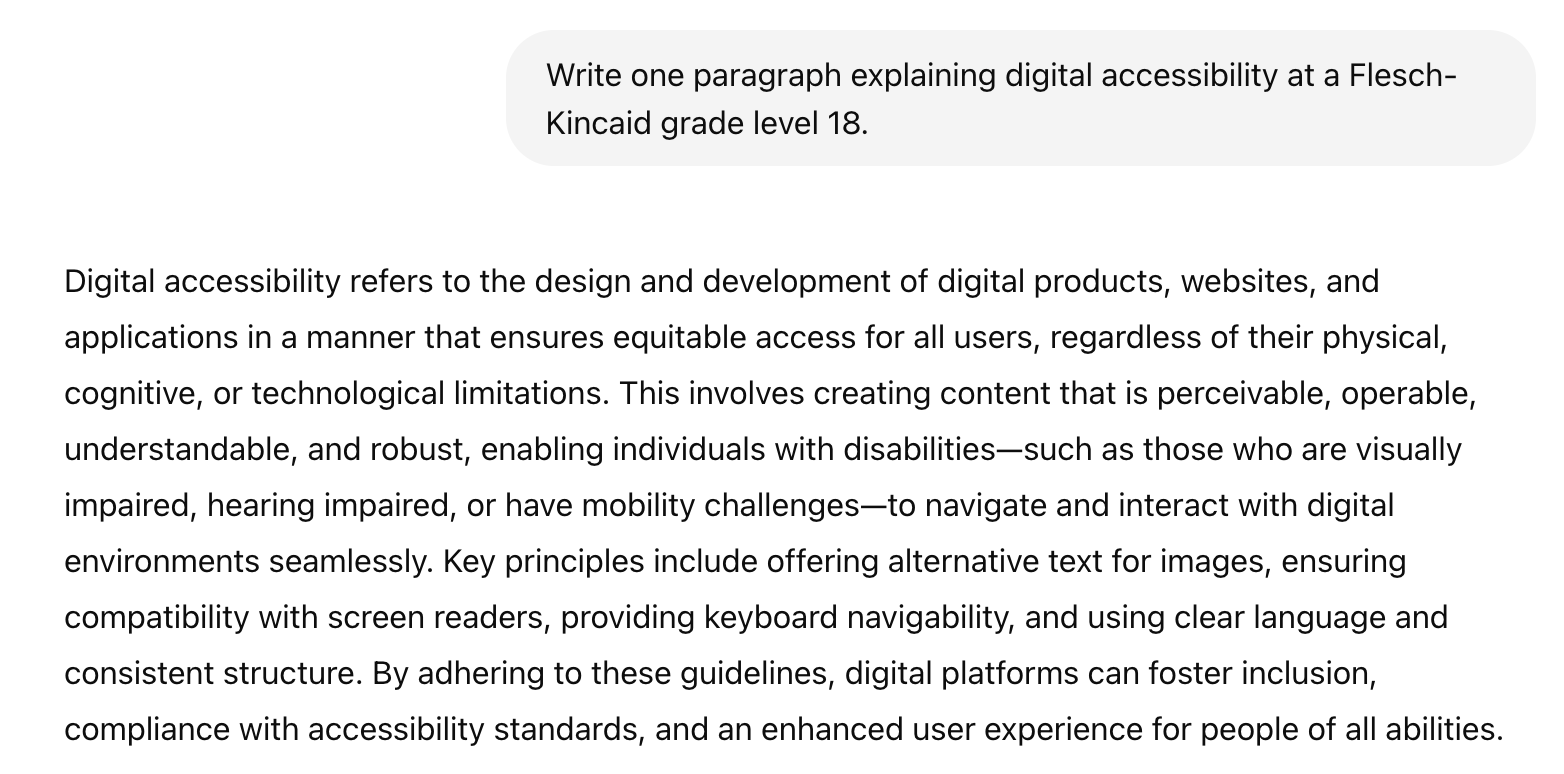 Write one paragraph explaining digital accessibility at a Flesch-
Kincaid grade level 18.
Digital accessibility refers to the design and development of digital products, websites, and
applications in a manner that ensures equitable access for all users, regardless of their physical,
cognitive, or technological limitations. This involves creating content that is perceivable, operable,
understandable, and robust, enabling individuals with disabilities—such as those who are visually
impaired, hearing impaired, or have mobility challenges—to navigate and interact with digital
environments seamlessly. Key principles include offering alternative text for images, ensuring
compatibility with screen readers, providing keyboard navigability, and using clear language and
consistent structure. By adhering to these guidelines, digital platforms can foster inclusion,
compliance with accessibility standards, and an enhanced user experience for people of all abilities.